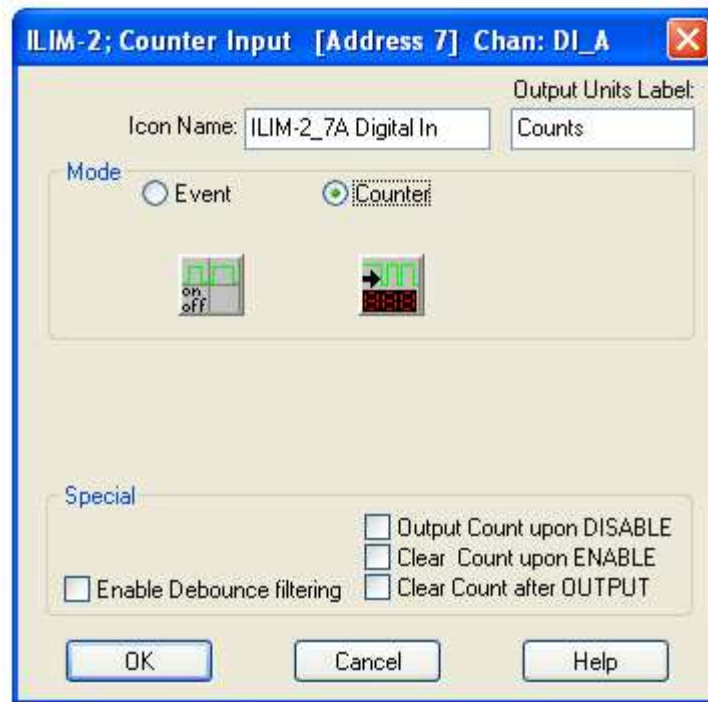 ILIM-2; Counter Input [Address 7] Chan: DI_A
Output Units Label:
Icon Name: ILIM-2_7A Digital In Counts
Mode
Event Counter
on
off
888
Special
Output Count upon DISABLE
Clear Count upon ENABLE
Enable Debounce filtering Clear Count after OUTPUT
OK Cancel Help